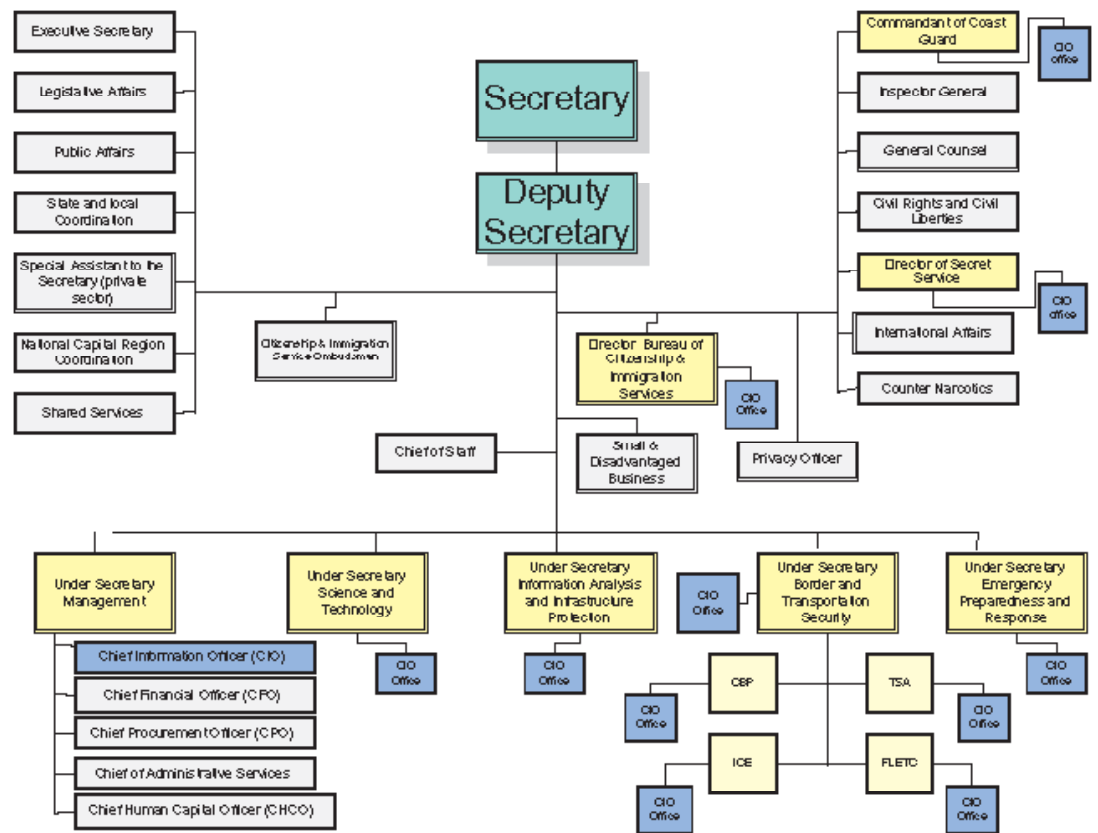 Executive Secretary
Legislative Affairs
Public Affairs
State and local
Coordination
Special Assistant to the
Secretary (private
sector)
National Capital Region
Coordination
Shared Services
Secretary
Deputy
Secretary
Commandant of Coast
Guard
CIO
office
Inspector General
General Counsel
Civil Rights and Civil
Liberties
Director of Secret
Service
CIO
office
International Affairs
Counter Narcotics
Citizenship & Immigration
Service Ombudsman
Director Bureau of
Citizenship &
Immigration
Services
CIO
Office
Chief of Staff
Small &
Disadvantaged
Business
Privacy Officer
Under Secretary
Management
Under Secretary
Science and
Technology
Under Secretary
Information Analysis
and Infrastructure
Protection
CIO
Office
Under Secretary
Border and
Transportation
Security
Under Secretary
Emergency
Preparedness and
Response
Chief Information Officer (CIO)
Chief Financial Officer (CFO)
Chief Procurement Officer (CPO)
Chief of Administrative Services
Chief Human Capital Officer (CHCO)
CIO
Office
CIO
Office
CIO
Office
CBP
TSA
CIO
Office
CIO
Office
ICE
FLETC
CIO
Office
CIO
Office